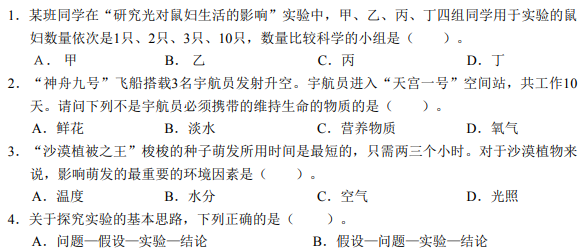 1．某班同学在“研究光对鼠妇生活的影响”实验中，甲、乙、丙、丁四组同学用于实验的鼠
妇数量依次是1只、2只、3只、10只，数量比较科学的小组是（　　）。
A．甲　　B．乙　　C．丙　　D．丁
2．“神舟九号”飞船搭载3名宇航员发射升空。宇航员进入“天宫一号”空间站，共工作10
天。请问下列不是宇航员必须携带的维持生命的物质的是（　　）。
A．鲜花　　B．淡水　　C．营养物质　　D．氧气
3．“沙漠植被之王”梭梭的种子萌发所用时间是最短的，只需两三个小时。对于沙漠植物来
说，影响萌发的最重要的环境因素是（　　）。
A．温度　　B．水分　　C．空气　　D．光照
4．关于探究实验的基本思路，下列正确的是（　　）。
A．问题—假设—实验—结论　　B．假设—问题—实验—结论